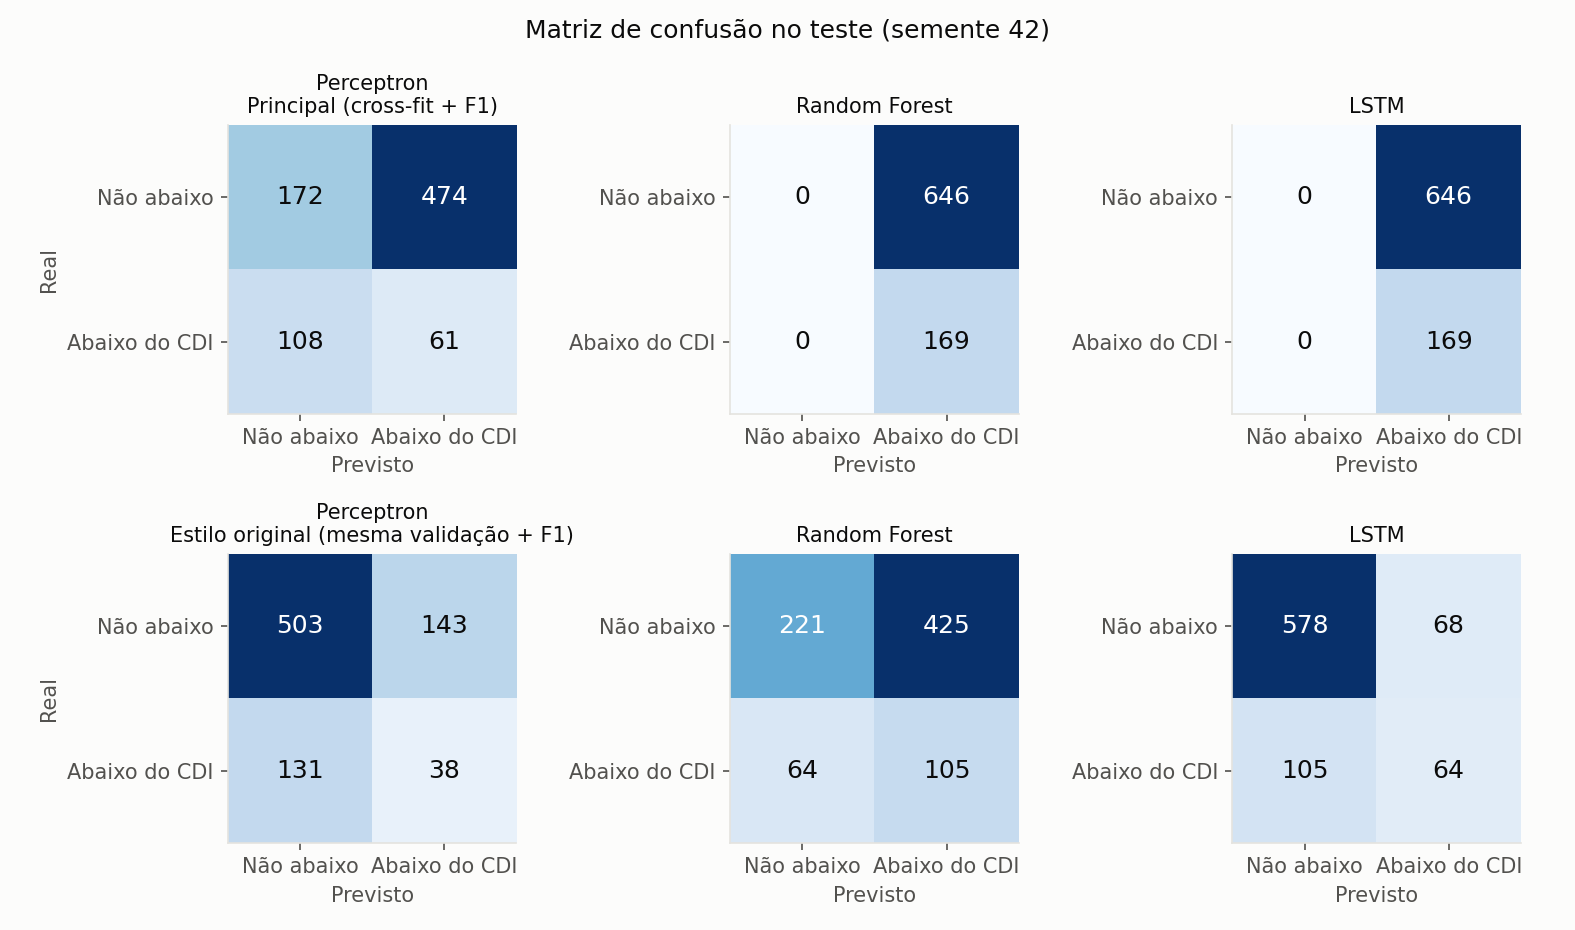 Matriz de confusão no teste (semente 42)
Perceptron
Principal (cross-fit + F1)
Random Forest
LSTM
Real
Não abaixo
172
474
Abaixo do CDI
108
61
Não abaixo
Abaixo do CDI
Previsto
Não abaixo
0
646
Abaixo do CDI
0
169
Não abaixo
Abaixo do CDI
Previsto
Não abaixo
0
646
Abaixo do CDI
0
169
Não abaixo
Abaixo do CDI
Previsto
Perceptron
Estilo original (mesma validação + F1)
Random Forest
LSTM
Real
Não abaixo
503
143
Abaixo do CDI
131
38
Não abaixo
Abaixo do CDI
Previsto
Não abaixo
221
425
Abaixo do CDI
64
105
Não abaixo
Abaixo do CDI
Previsto
Não abaixo
578
68
Abaixo do CDI
105
64
Não abaixo
Abaixo do CDI
Previsto